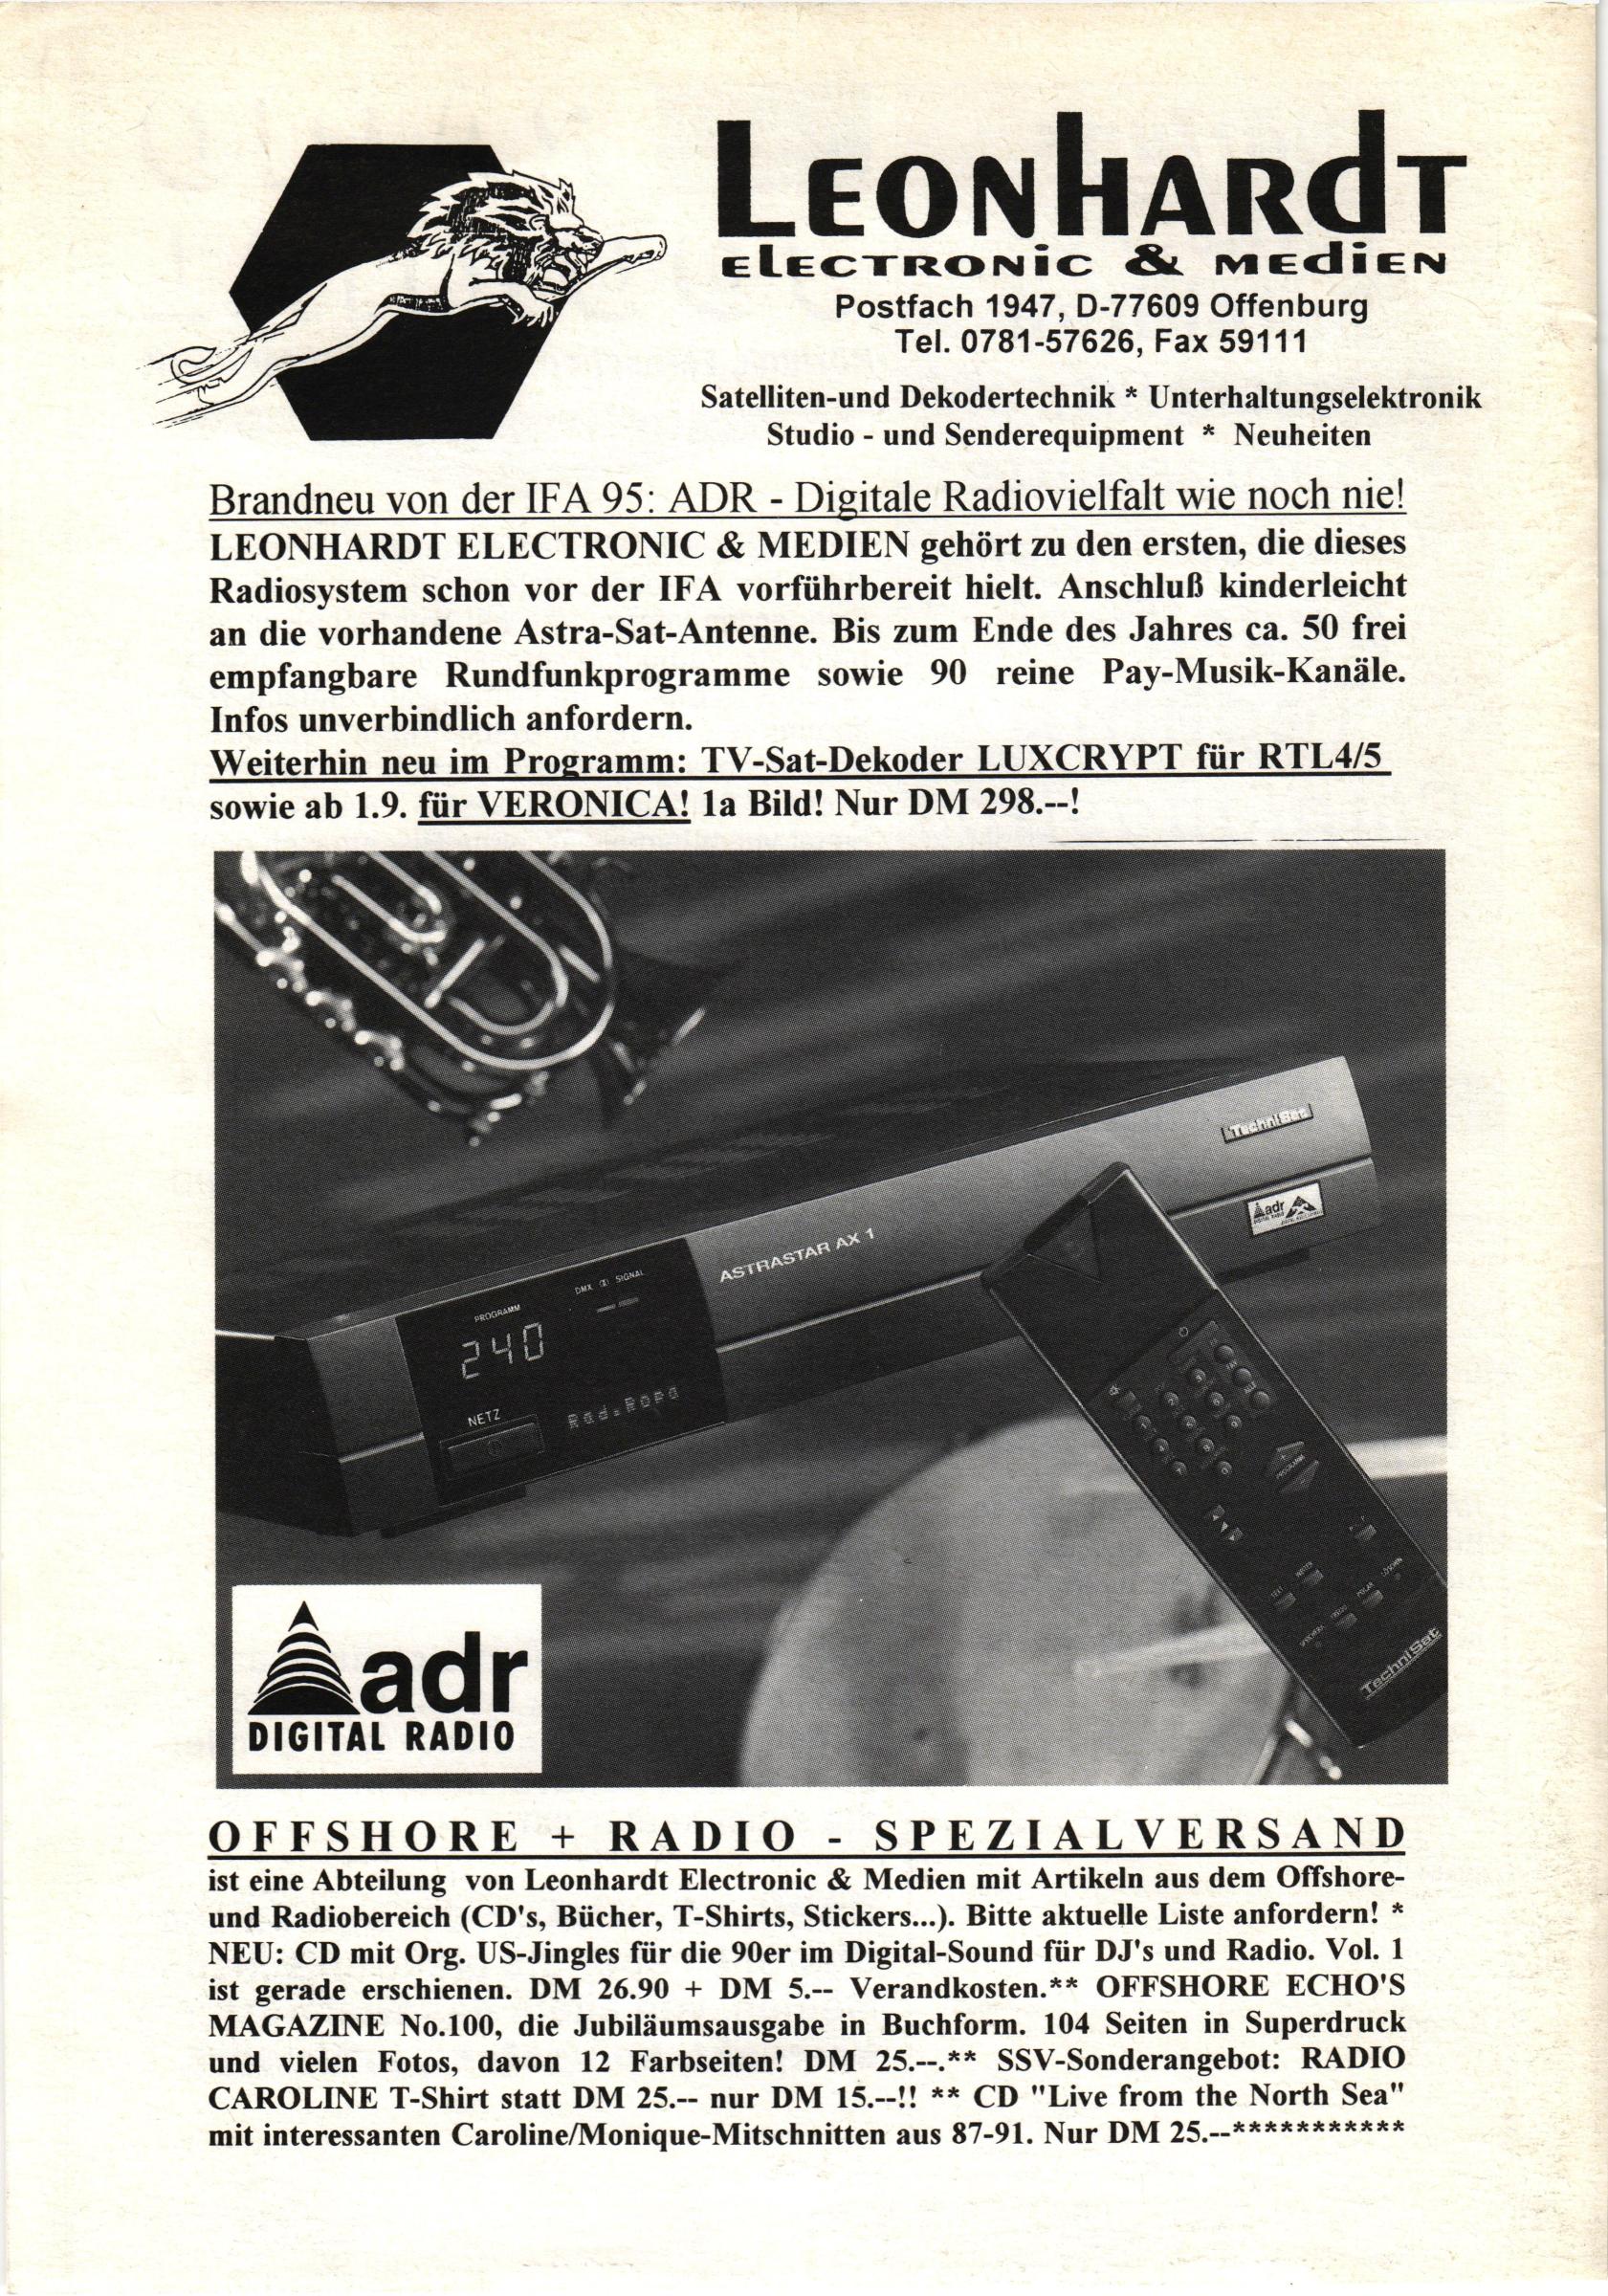 LEONHARDT
ELECTRONIC & MEDIEN
Postfach 1947, D-77609 Offenburg
Tel. 0781-57626, Fax 59111
Satelliten-und Dekodertechnik * Unterhaltungselektronik
Studio - und Senderequipment * Neuheiten
Brandneu von der IFA 95: ADR - Digitale Radiovielfalt wie noch nie!
LEONHARDT ELECTRONIC & MEDIEN gehört zu den ersten, die dieses
Radiosystem schon vor der IFA vorführbereit hielt. Anschluß kinderleicht
an die vorhandene Astra-Sat-Antenne. Bis zum Ende des Jahres ca. 50 frei
empfangbare Rundfunkprogramme sowie 90 reine Pay-Musik-Kanäle.
Infos unverbindlich anfordern.
Weiterhin neu im Programm: TV-Sat-Dekoder LUXCRYPT für RTL4/5
sowie ab 1.9. für VERONICA! 1a Bild! Nur DM 298.--!
TechniSat
adr
ASTRASTAR AX 1
DMX SIGNAL
PROGRAMM
240
NETZ
Rad.Ropa
PROGRAMM
TEXT
TechniSat
adr
DIGITAL RADIO
OFFSHORE + RADIO - SPEZIALVERSAND
ist eine Abteilung von Leonhardt Electronic & Medien mit Artikeln aus dem Offshore-
und Radiobereich (CD's, Bücher, T-Shirts, Stickers...). Bitte aktuelle Liste anfordern! *
NEU: CD mit Org. US-Jingles für die 90er im Digital-Sound für DJ's und Radio. Vol. 1
ist gerade erschienen. DM 26.90 + DM 5.-- Verandkosten.** OFFSHORE ECHO'S
MAGAZINE No.100, die Jubiläumsausgabe in Buchform. 104 Seiten in Superdruck
und vielen Fotos, davon 12 Farbseiten! DM 25.--.** SSV-Sonderangebot: RADIO
CAROLINE T-Shirt statt DM 25.-- nur DM 15.--!! ** CD "Live from the North Sea"
mit interessanten Caroline/Monique-Mitschnitten aus 87-91. Nur DM 25.--***********